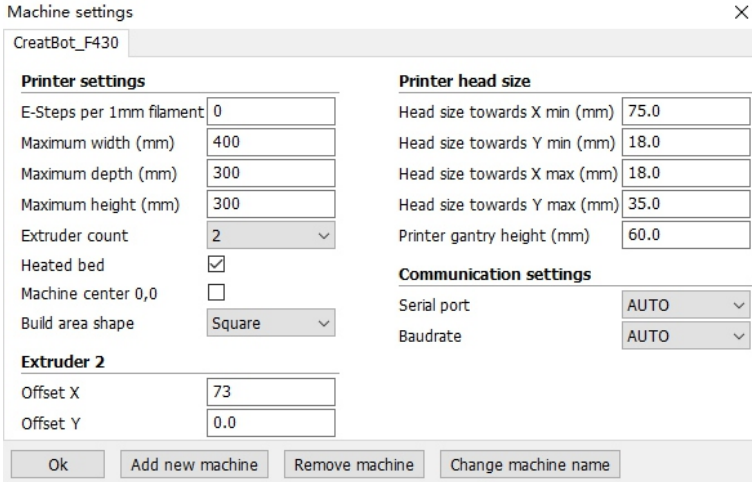 Machine settings
CreatBot_F430
Printer settings
E-Steps per 1mm filament 0
Maximum width (mm) 400
Maximum depth (mm) 300
Maximum height (mm) 300
Extruder count 2
Heated bed
Machine center 0,0
Build area shape Square
Extruder 2
Offset X 73
Offset Y 0.0
Printer head size
Head size towards X min (mm) 75.0
Head size towards Y min (mm) 18.0
Head size towards X max (mm) 18.0
Head size towards Y max (mm) 35.0
Printer gantry height (mm) 60.0
Communication settings
Serial port AUTO
Baudrate AUTO
Ok Add new machine Remove machine Change machine name